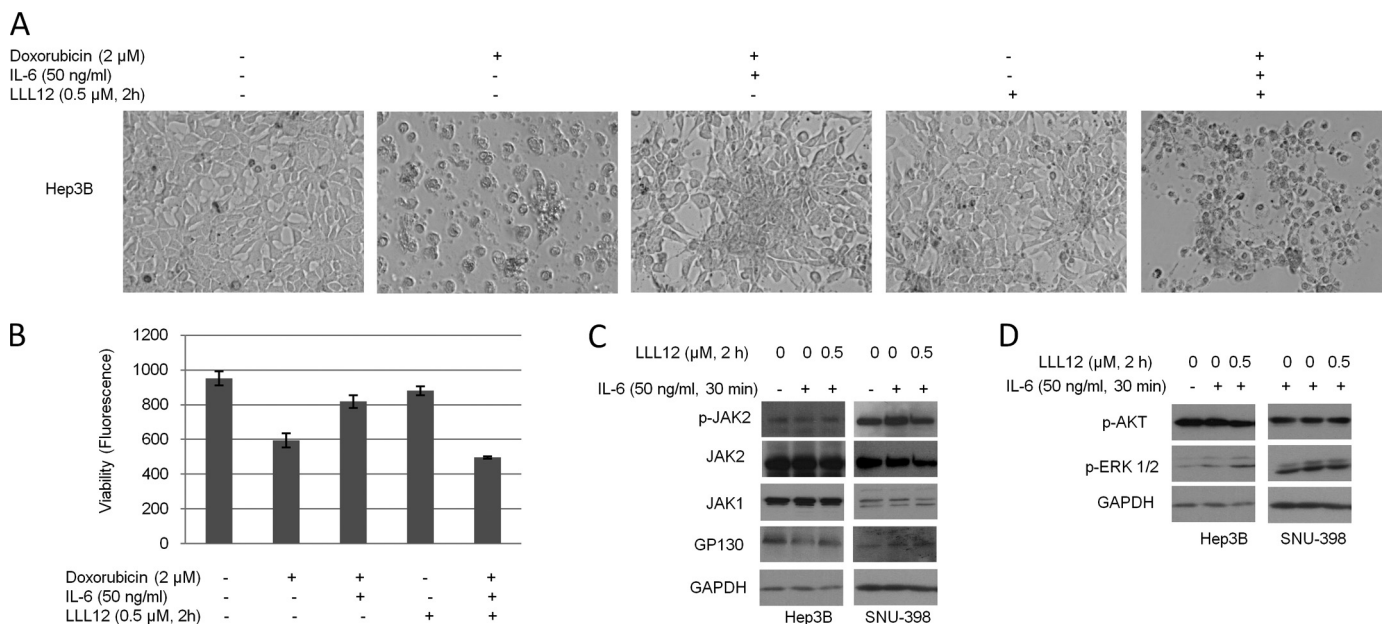 A
Doxorubicin (2 µM) - + + - +
IL-6 (50 ng/ml) - - + - +
LLL12 (0.5 µM, 2h) - - - + +
Hep3B
B
Viability (Fluorescence)
1200
1000
800
600
400
200
0
Doxorubicin (2 µM) - + + - +
IL-6 (50 ng/ml) - - + - +
LLL12 (0.5 µM, 2h) - - - + +
C
LLL12 (µM, 2 h) 0 0 0.5 0 0 0.5
IL-6 (50 ng/ml, 30 min) - + + - + +
p-JAK2
JAK2
JAK1
GP130
GAPDH
Hep3B SNU-398
D
LLL12 (µM, 2 h) 0 0 0.5 0 0 0.5
IL-6 (50 ng/ml, 30 min) - + + + + +
p-AKT
p-ERK 1/2
GAPDH
Hep3B SNU-398